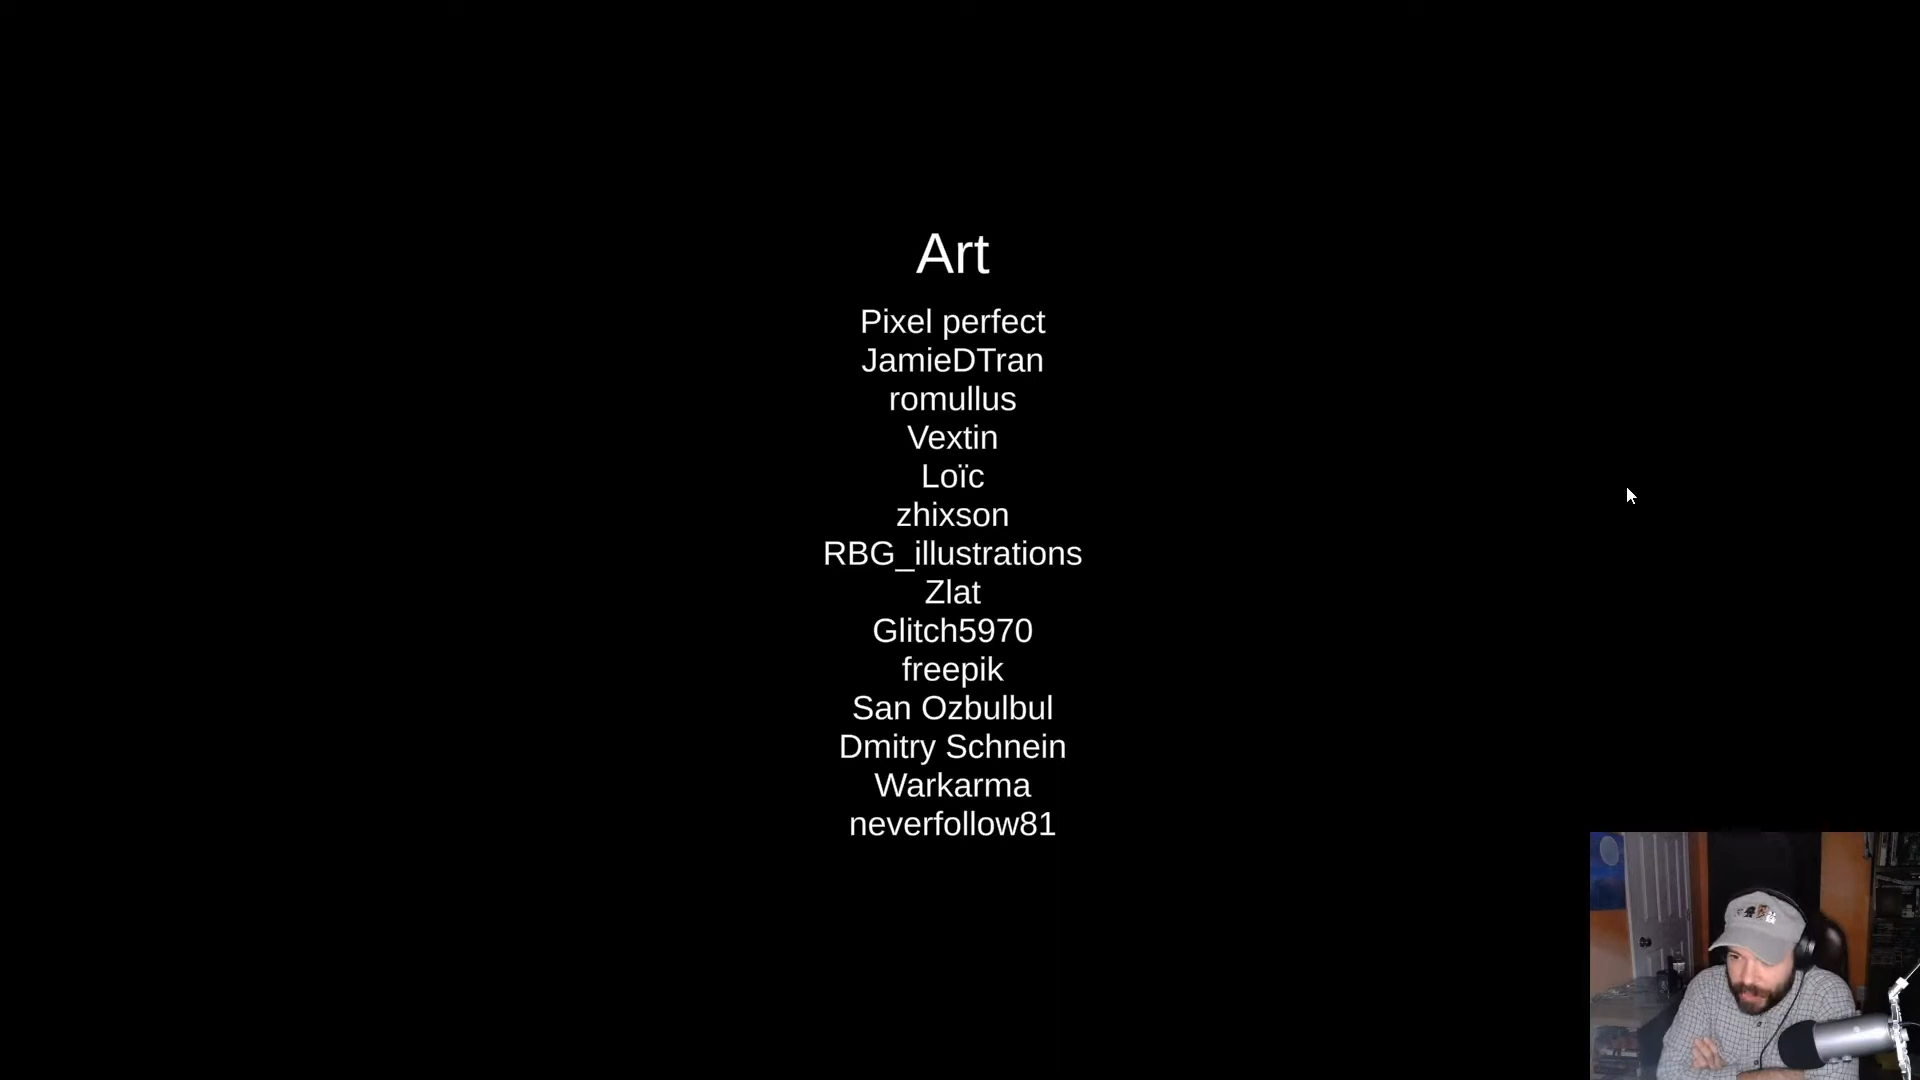 Art
Pixel perfect
JamieDTran
romullus
Vextin
Loïc
zhixson
RBG_illustrations
Zlat
Glitch5970
freepik
San Ozbulbul
Dmitry Schnein
Warkarma
neverfollow81